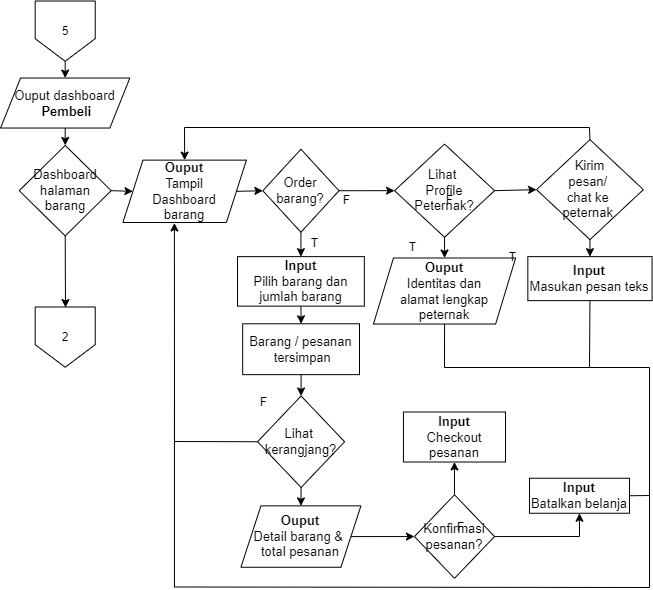 5
Ouput dashboard
Pembeli
Dashboard
halaman
barang
2
Ouput
Tampil
Dashboard
barang
Order
barang?
F
T
Lihat
Profile
Peternak?
F
T
Kirim
pesan/
chat ke
peternak
T
Input
Pilih barang dan
jumlah barang
Ouput
Identitas dan
alamat lengkap
peternak
Input
Masukan pesan teks
Barang / pesanan
tersimpan
F
Lihat
kerangjang?
Input
Checkout
pesanan
Ouput
Detail barang &
total pesanan
Konfirmasi
pesanan?
F
Input
Batalkan belanja